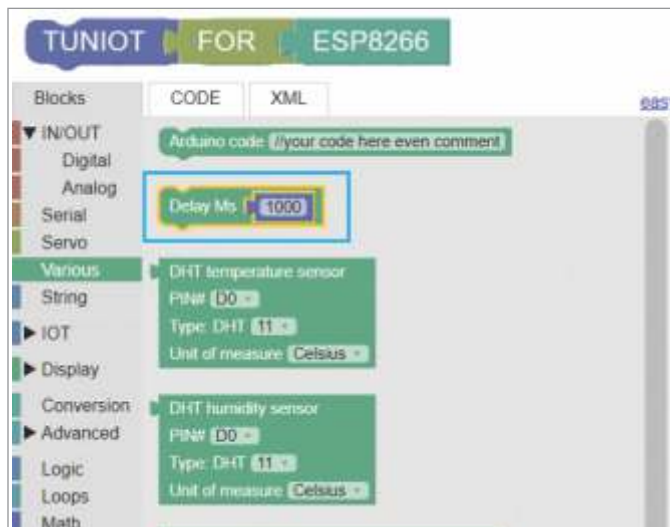 TUNIOT FOR ESP8266
Blocks CODE XML eas
▼ IN/OUT
Digital
Analog
Serial
Servo
Various
String
▶ IOT
▶ Display
Conversion
▶ Advanced
Logic
Loops
Math
Arduino code //your code here even comment
Delay Ms 1000
DHT temperature sensor
PIN# D0
Type: DHT 11
Unit of measure Celsius
DHT humidity sensor
PIN# D0
Type: DHT 11
Unit of measure Celsius